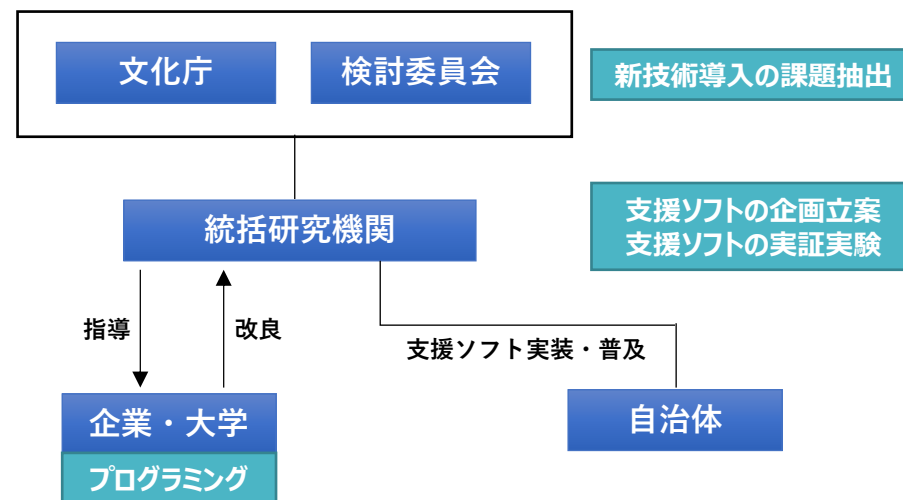 文化庁
検討委員会
新技術導入の課題抽出
統括研究機関
支援ソフトの企画立案
支援ソフトの実証実験
指導
改良
支援ソフト実装・普及
企業・大学
プログラミング
自治体